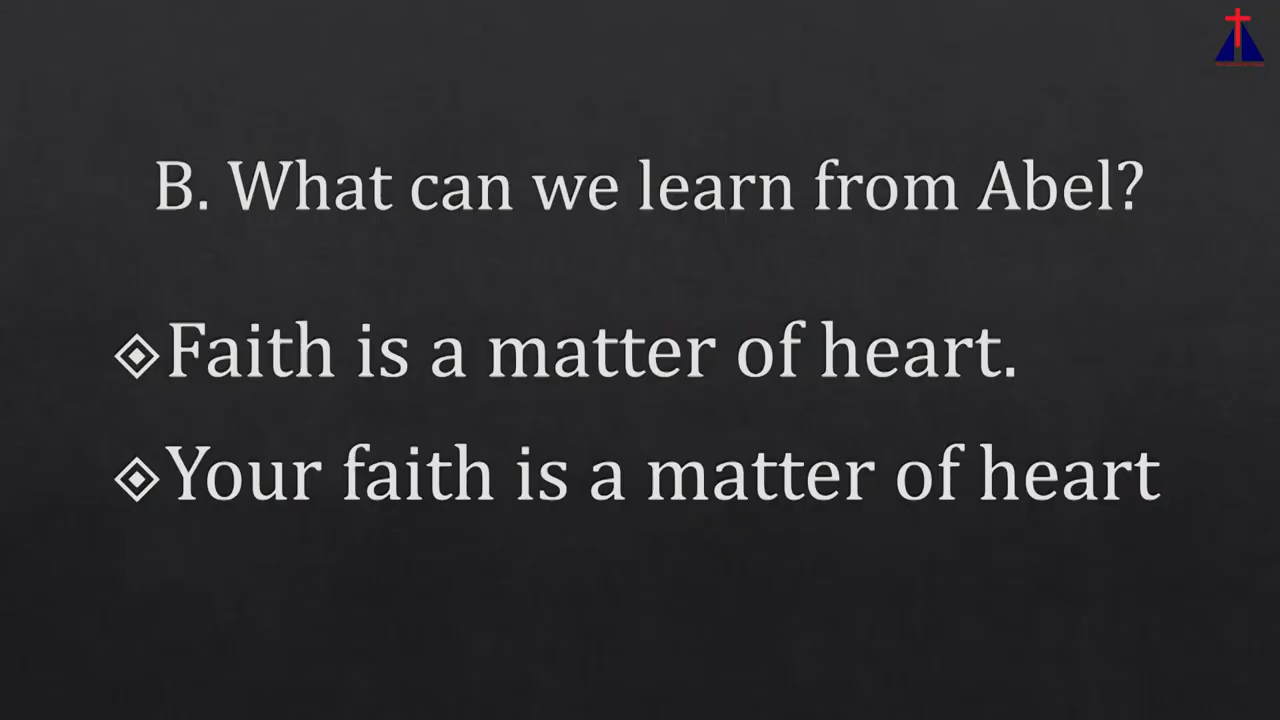 B. What can we learn from Abel?
Faith is a matter of heart.
Your faith is a matter of heart